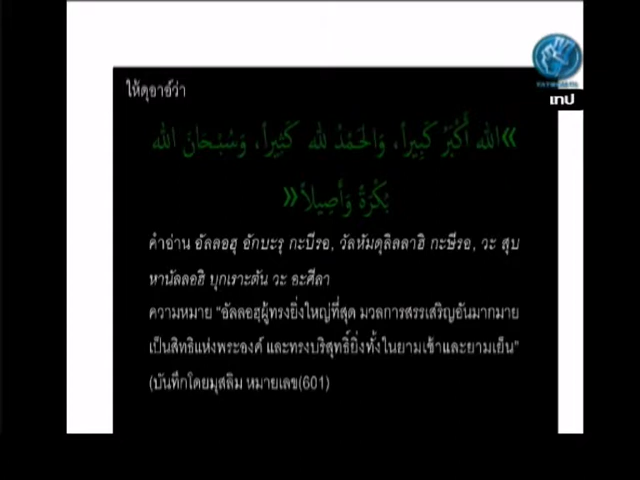 เทป
ให้ดุอาอ์ว่า
»الله أَكْبَرُ كَبِيراً، وَالحَمْدُ لله كَثِيراً، وَسُبْحَانَ الله
بُكْرَةً وَأَصِيلاً«
คำอ่าน อัลลอฮุ อักบะรุ กะบีรอ, วัลหัมดุลิลลาฮิ กะษีรอ, วะ สุบ
หานัลลอฮิ บุกเราะตัน วะ อะศีลา
ความหมาย "อัลลอฮฺผู้ทรงยิ่งใหญ่ที่สุด มวลการสรรเสริญอันมากมาย
เป็นสิทธิแห่งพระองค์ และทรงบริสุทธิ์ยิ่งทั้งในยามเช้าและยามเย็น"
(บันทึกโดยมุสลิม หมายเลข(601)